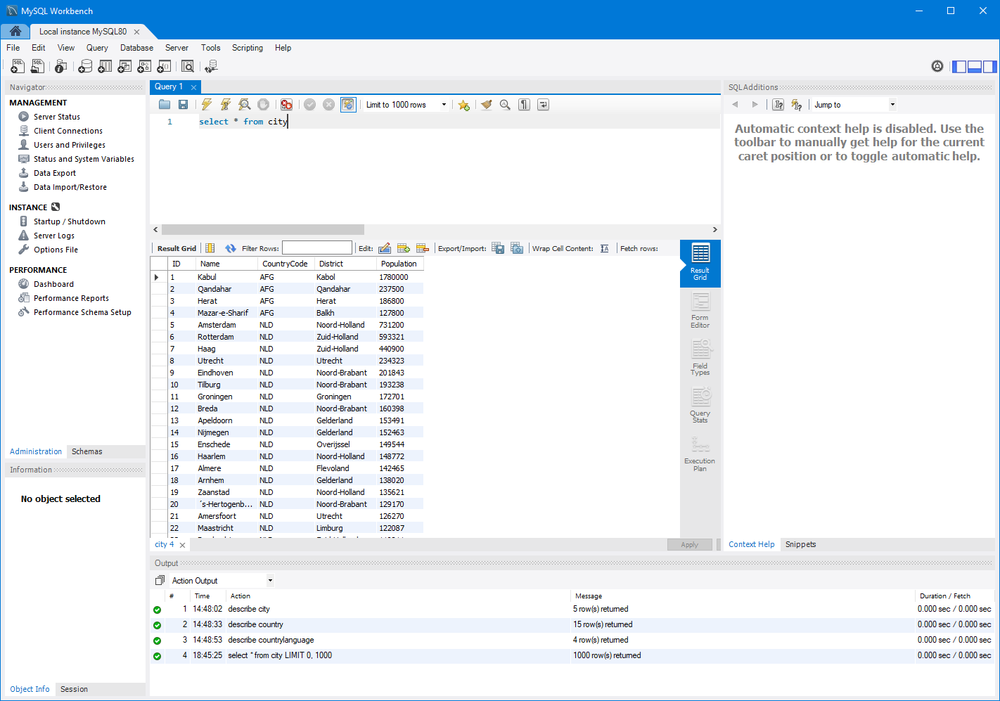 MySQL Workbench
Local instance MySQL80
File Edit View Query Database Server Tools Scripting Help
Navigator
MANAGEMENT
Server Status
Client Connections
Users and Privileges
Status and System Variables
Data Export
Data Import/Restore
INSTANCE
Startup / Shutdown
Server Logs
Options File
PERFORMANCE
Dashboard
Performance Reports
Performance Schema Setup
Administration Schemas
Information
No object selected
Object Info Session
Query 1
Limit to 1000 rows
1 select * from city
Result Grid Filter Rows: Edit: Export/Import: Wrap Cell Content: Fetch rows:
ID Name CountryCode District Population
1 Kabul AFG Kabol 1780000
2 Qandahar AFG Qandahar 237500
3 Herat AFG Herat 186800
4 Mazar-e-Sharif AFG Balkh 127800
5 Amsterdam NLD Noord-Holland 731200
6 Rotterdam NLD Zuid-Holland 593321
7 Haag NLD Zuid-Holland 440900
8 Utrecht NLD Utrecht 234323
9 Eindhoven NLD Noord-Brabant 201843
10 Tilburg NLD Noord-Brabant 193238
11 Groningen NLD Groningen 172701
12 Breda NLD Noord-Brabant 160398
13 Apeldoorn NLD Gelderland 153491
14 Nijmegen NLD Gelderland 152463
15 Enschede NLD Overijssel 149544
16 Haarlem NLD Noord-Holland 148772
17 Almere NLD Flevoland 142465
18 Arnhem NLD Gelderland 138020
19 Zaanstad NLD Noord-Holland 135621
20 ´s-Hertogenb... NLD Noord-Brabant 129170
21 Amersfoort NLD Utrecht 126270
22 Maastricht NLD Limburg 122087
Result
Grid
Form
Editor
Field
Types
Query
Stats
Execution
Plan
city 4
Apply
SQLAdditions
Jump to
Automatic context help is disabled. Use the
toolbar to manually get help for the current
caret position or to toggle automatic help.
Context Help Snippets
Output
Action Output
# Time Action Message Duration / Fetch
1 14:48:02 describe city 5 row(s) returned 0.000 sec / 0.000 sec
2 14:48:33 describe country 15 row(s) returned 0.000 sec / 0.000 sec
3 14:48:53 describe countrylanguage 4 row(s) returned 0.000 sec / 0.000 sec
4 18:45:25 select * from city LIMIT 0, 1000 1000 row(s) returned 0.000 sec / 0.000 sec